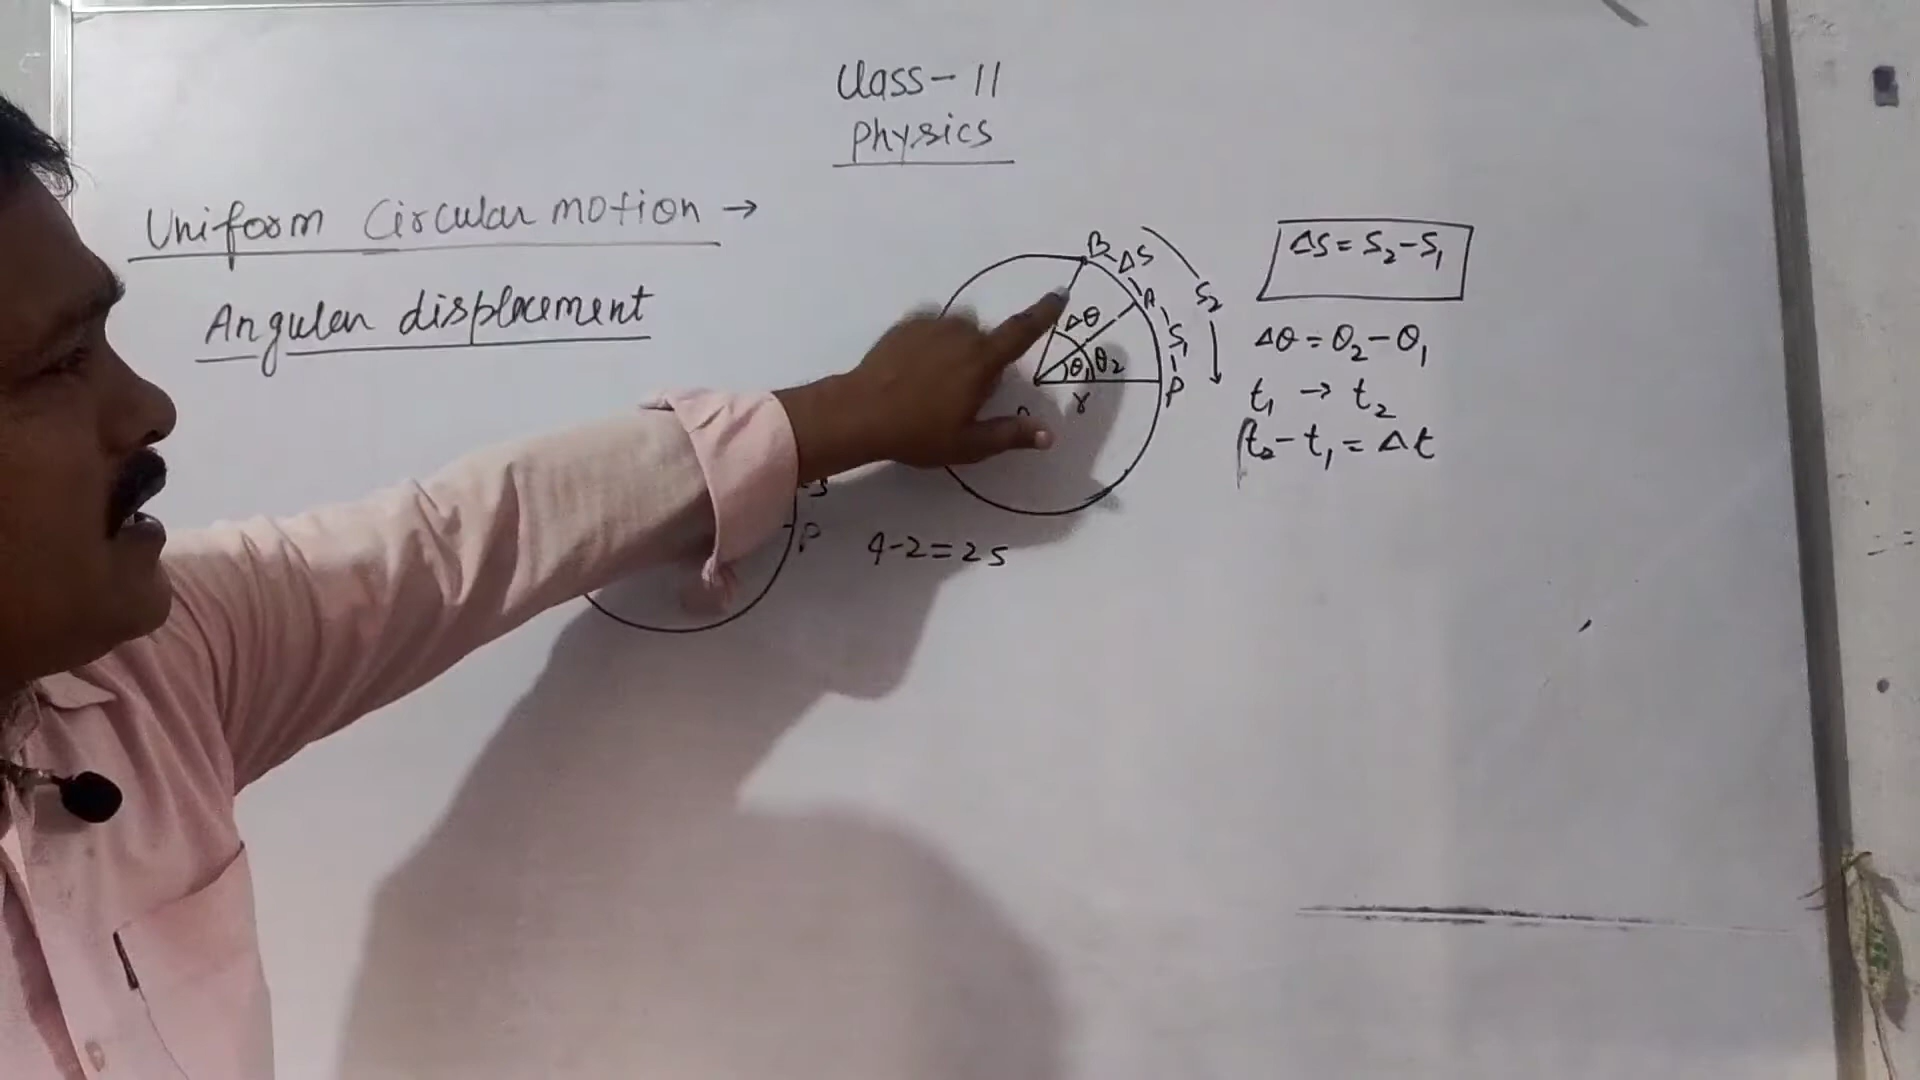 Class-11
Physics
Uniform Circular motion →
Angular displacement
B
ΔS
A
S₂
S₁
Δθ
θ₁
θ₂
P
r
ΔS = S₂-S₁
Δθ = θ₂-θ₁
t₁ → t₂
t₂-t₁ = Δt
S
P
4-2=2s